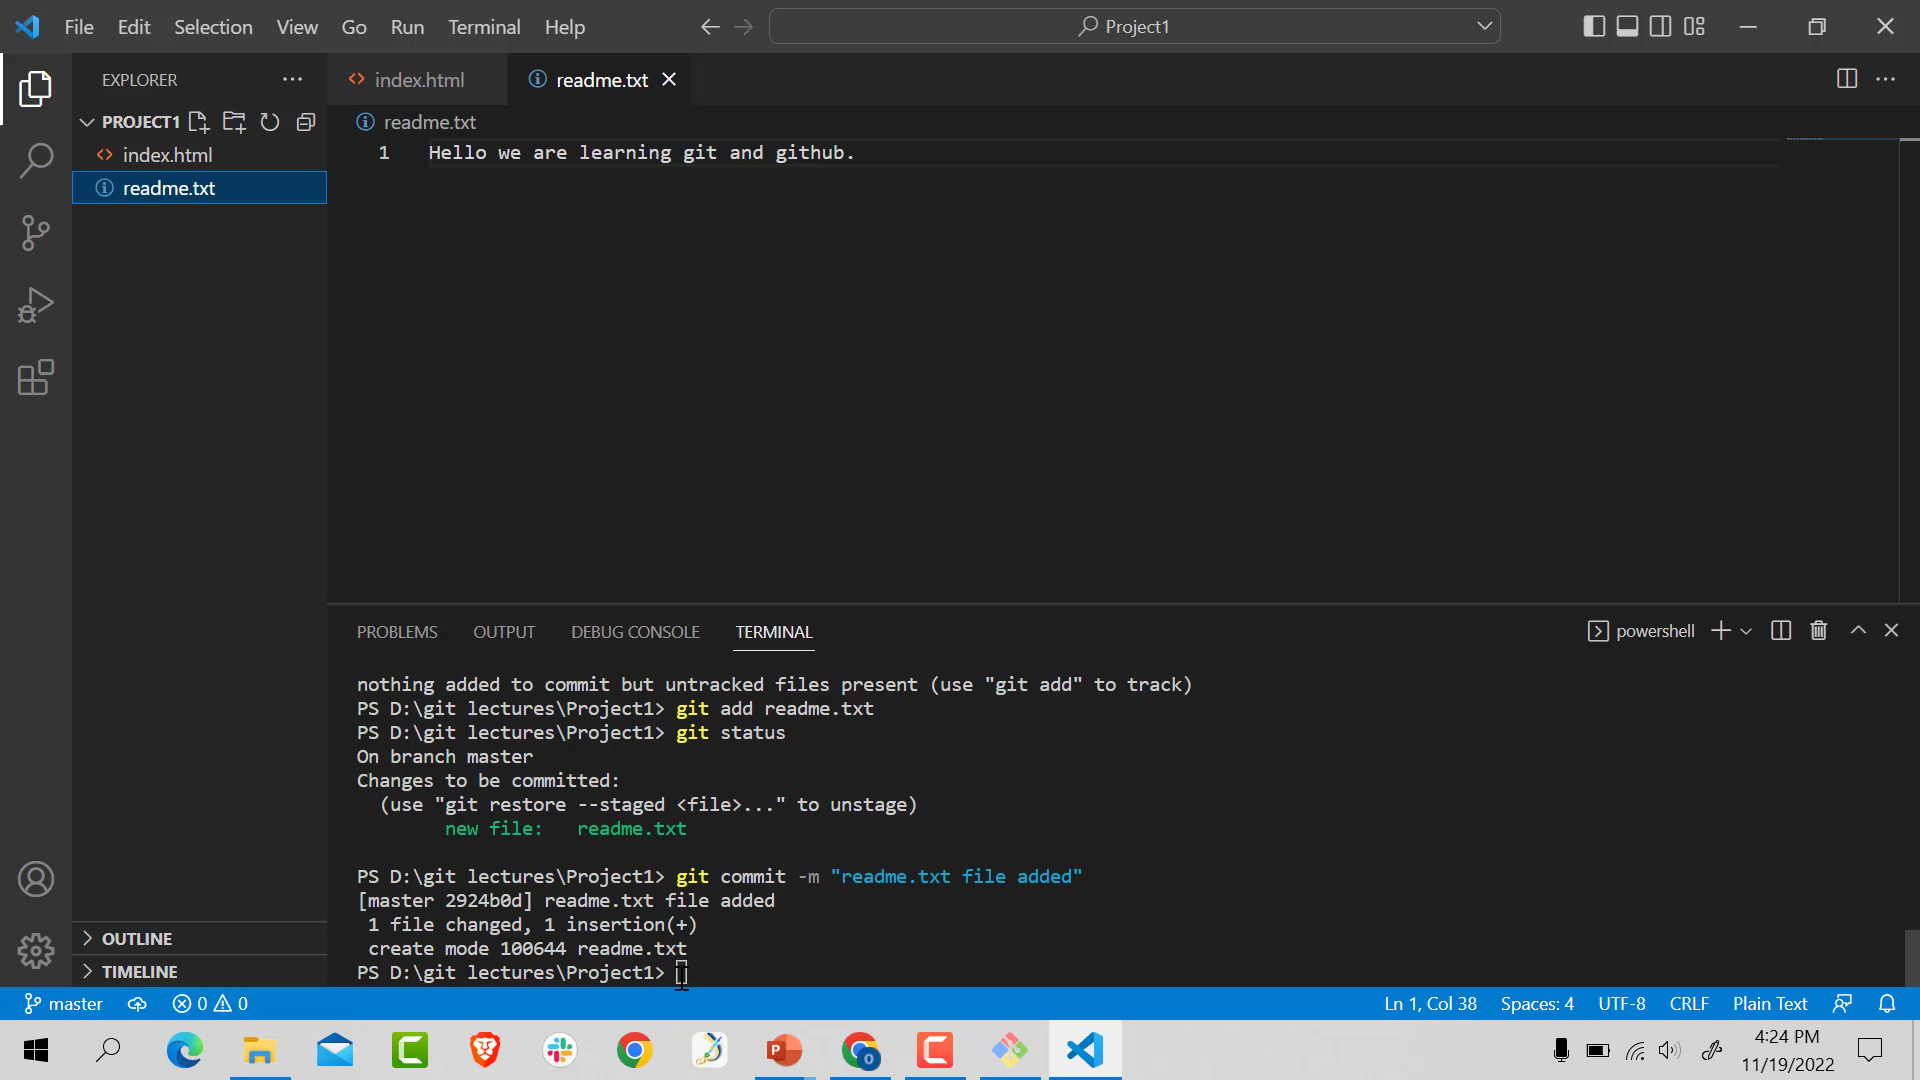 File Edit Selection View Go Run Terminal Help
Project1
EXPLORER
index.html
readme.txt
PROJECT1
index.html
readme.txt
readme.txt
1 Hello we are learning git and github.
PROBLEMS OUTPUT DEBUG CONSOLE TERMINAL
powershell
nothing added to commit but untracked files present (use "git add" to track)
PS D:\git lectures\Project1> git add readme.txt
PS D:\git lectures\Project1> git status
On branch master
Changes to be committed:
(use "git restore --staged <file>..." to unstage)
new file: readme.txt
PS D:\git lectures\Project1> git commit -m "readme.txt file added"
[master 2924b0d] readme.txt file added
1 file changed, 1 insertion(+)
create mode 100644 readme.txt
PS D:\git lectures\Project1>
OUTLINE
TIMELINE
master 0 0 Ln 1, Col 38 Spaces: 4 UTF-8 CRLF Plain Text
4:24 PM
11/19/2022